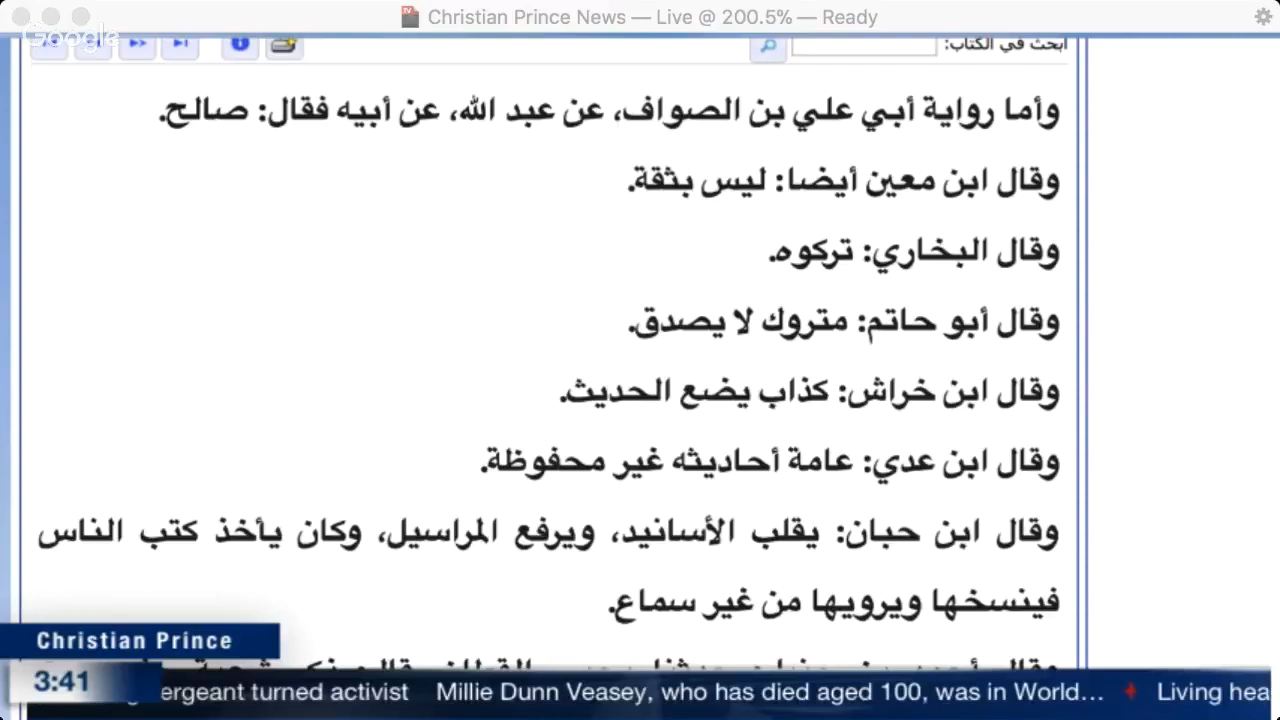 Christian Prince News — Live @ 200.5% — Ready
Google
ابحث في الكتاب:
وأما رواية أبي علي بن الصواف، عن عبد الله، عن أبيه فقال: صالح.
وقال ابن معين أيضا: ليس بثقة.
وقال البخاري: تركوه.
وقال أبو حاتم: متروك لا يصدق.
وقال ابن خراش: كذاب يضع الحديث.
وقال ابن عدي: عامة أحاديثه غير محفوظة.
وقال ابن حبان: يقلب الأسانيد، ويرفع المراسيل، وكان يأخذ كتب الناس
فينسخها ويرويها من غير سماع.
Christian Prince
3:41
ergeant turned activist Millie Dunn Veasey, who has died aged 100, was in World... Living hea